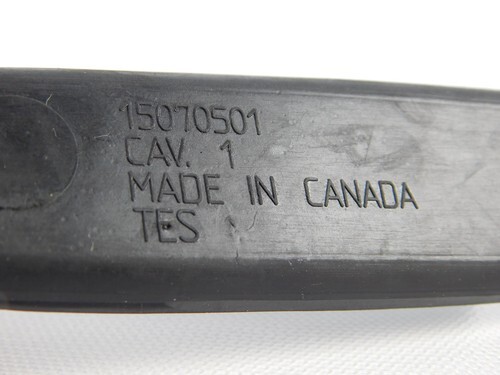 15070501
CAV. 1
MADE IN CANADA
TES